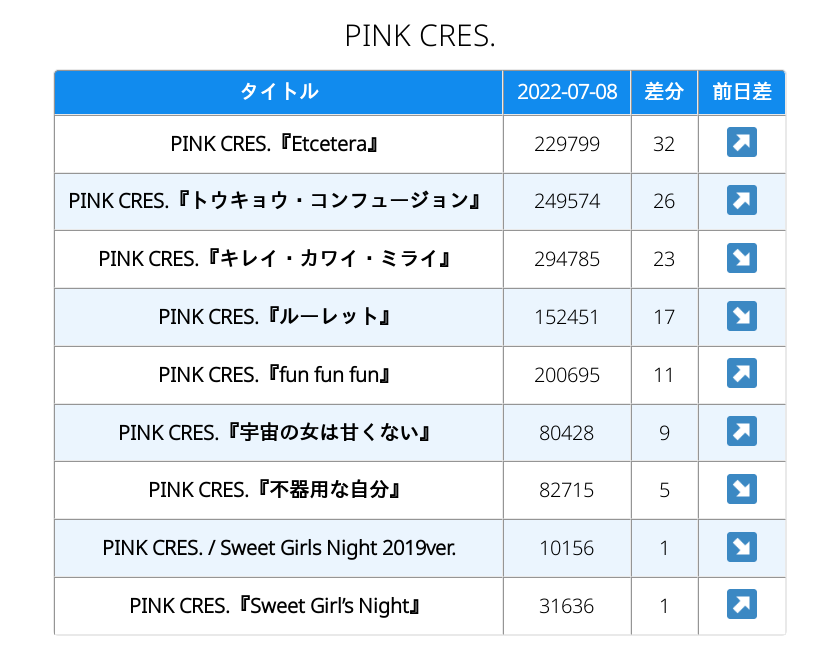 PINK CRES.
タイトル 2022-07-08 差分 前日差
PINK CRES.『Etcetera』 229799 32 ↗
PINK CRES.『トウキョウ・コンフュージョン』 249574 26 ↗
PINK CRES.『キレイ・カワイ・ミライ』 294785 23 ↘
PINK CRES.『ルーレット』 152451 17 ↘
PINK CRES.『fun fun fun』 200695 11 ↗
PINK CRES.『宇宙の女は甘くない』 80428 9 ↗
PINK CRES.『不器用な自分』 82715 5 ↘
PINK CRES. / Sweet Girls Night 2019ver. 10156 1 ↘
PINK CRES.『Sweet Girl’s Night』 31636 1 ↗